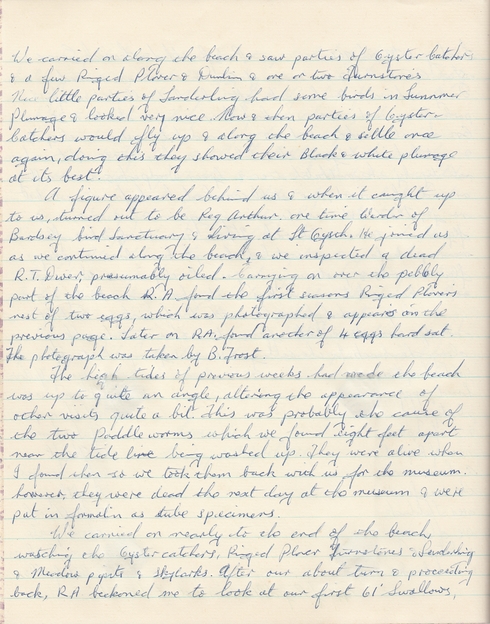 We carried on along the beach & saw parties of Oyster Catchers
& a few Ringed Plover & Dunlin & one or two Turnstones
little parties of Sanderling had some birds in Summer
Plumage & looked very nice Now & then parties of Oyster-
Catchers would fly up & along the beach & settle once
again, doing this they showed their Black & white plumage
at its best.
A figure appeared behind us & when it caught up
to us, turned out to be Reg Arthur. one time Warden of
Bardsey bird Sanctuary & living at St He joined us
as we continued along the beach, & we inspected a dead
R.T. Diver, presumably oiled. Carrying on over the pebbly
part of the beach R.A. found the first seasons Ringed Plovers
nest of two eggs, which was photographed & appears on the
previous page. Later on RA. found another of 4 eggs hard sat.
The photograph was taken by B. Frost.
The high tides of previous weeks had made the beach
was up to quite an angle, altering the appearance of
other visits quite a bit. This was probably the cause of
the two Paddleworms which we found eight feet apart
near the tide line being washed up. They were alive when
I found them so we took them back with us for the museum.
however, they were dead the next day at the museum & were
put in formalin as tube specimens.
We carried on nearly to the end of the beach,
watching the Oystercatchers, Ringed Plover Turnstones & Sanderling
& Meadow pipits & Skylarks. After our about turn & proceeding
back, RA beckoned me to look at our first 61 Swallows,